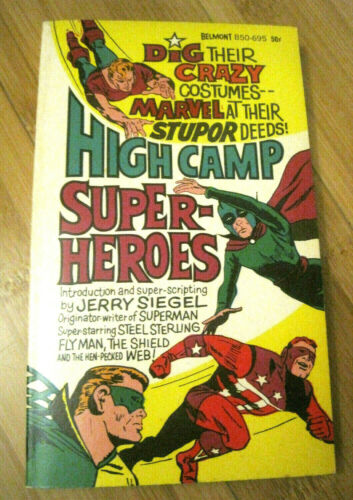 BELMONT B50-695 50¢
DIG THEIR
CRAZY
COSTUMES--
MARVEL AT THEIR
STUPOR DEEDS!
HIGH CAMP
SUPER-
HEROES
Introduction and super-scripting
by JERRY SIEGEL
Originator-writer of SUPERMAN
Super-starring STEEL STERLING
FLY MAN, THE SHIELD
AND THE HEN-PECKED WEB!